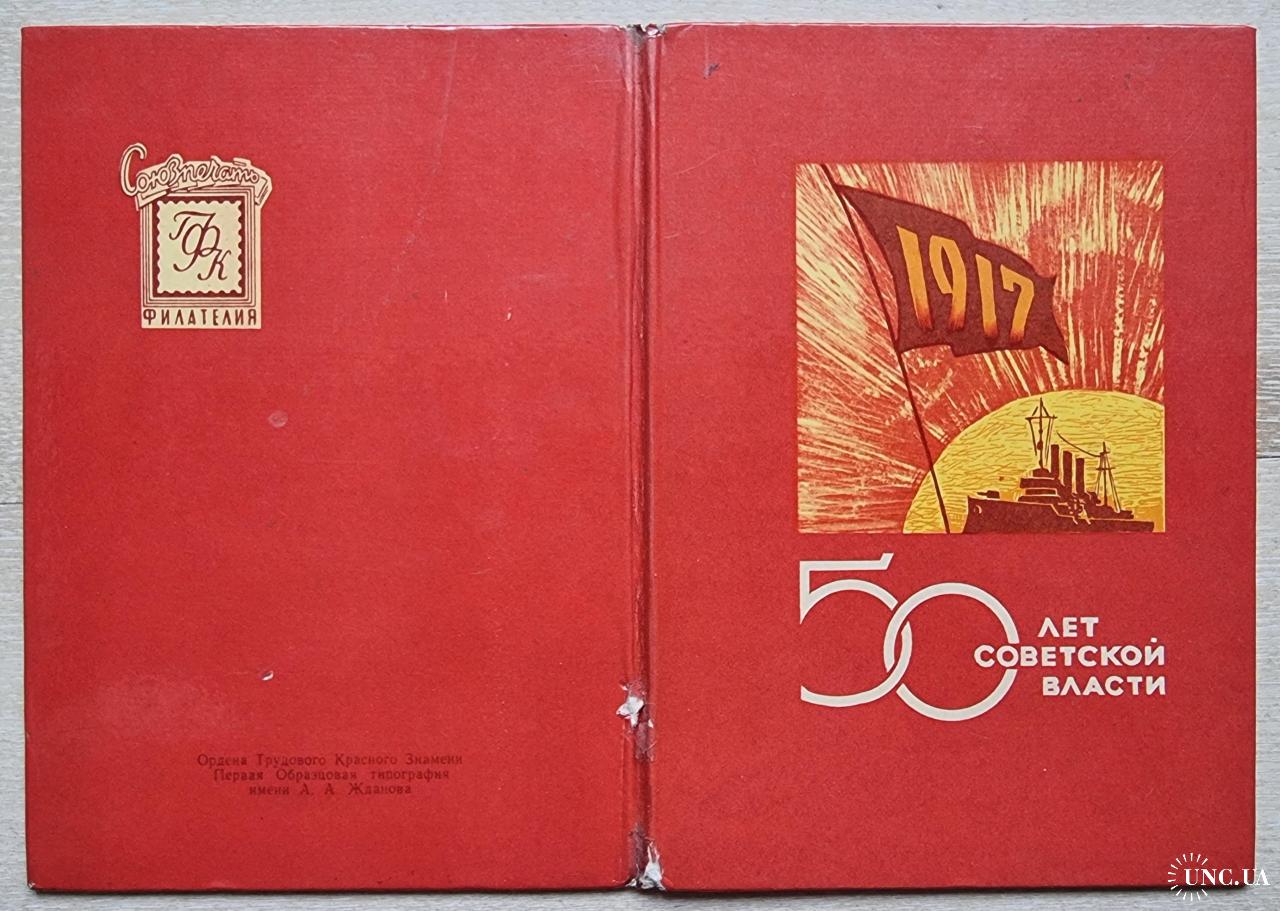 Союзпечать
ГФК
ФИЛАТЕЛИЯ
Ордена Трудового Красного Знамени
Первая Образцовая типография
имени А. А. Жданова
1917
50 ЛЕТ
СОВЕТСКОЙ
ВЛАСТИ
UNC.UA